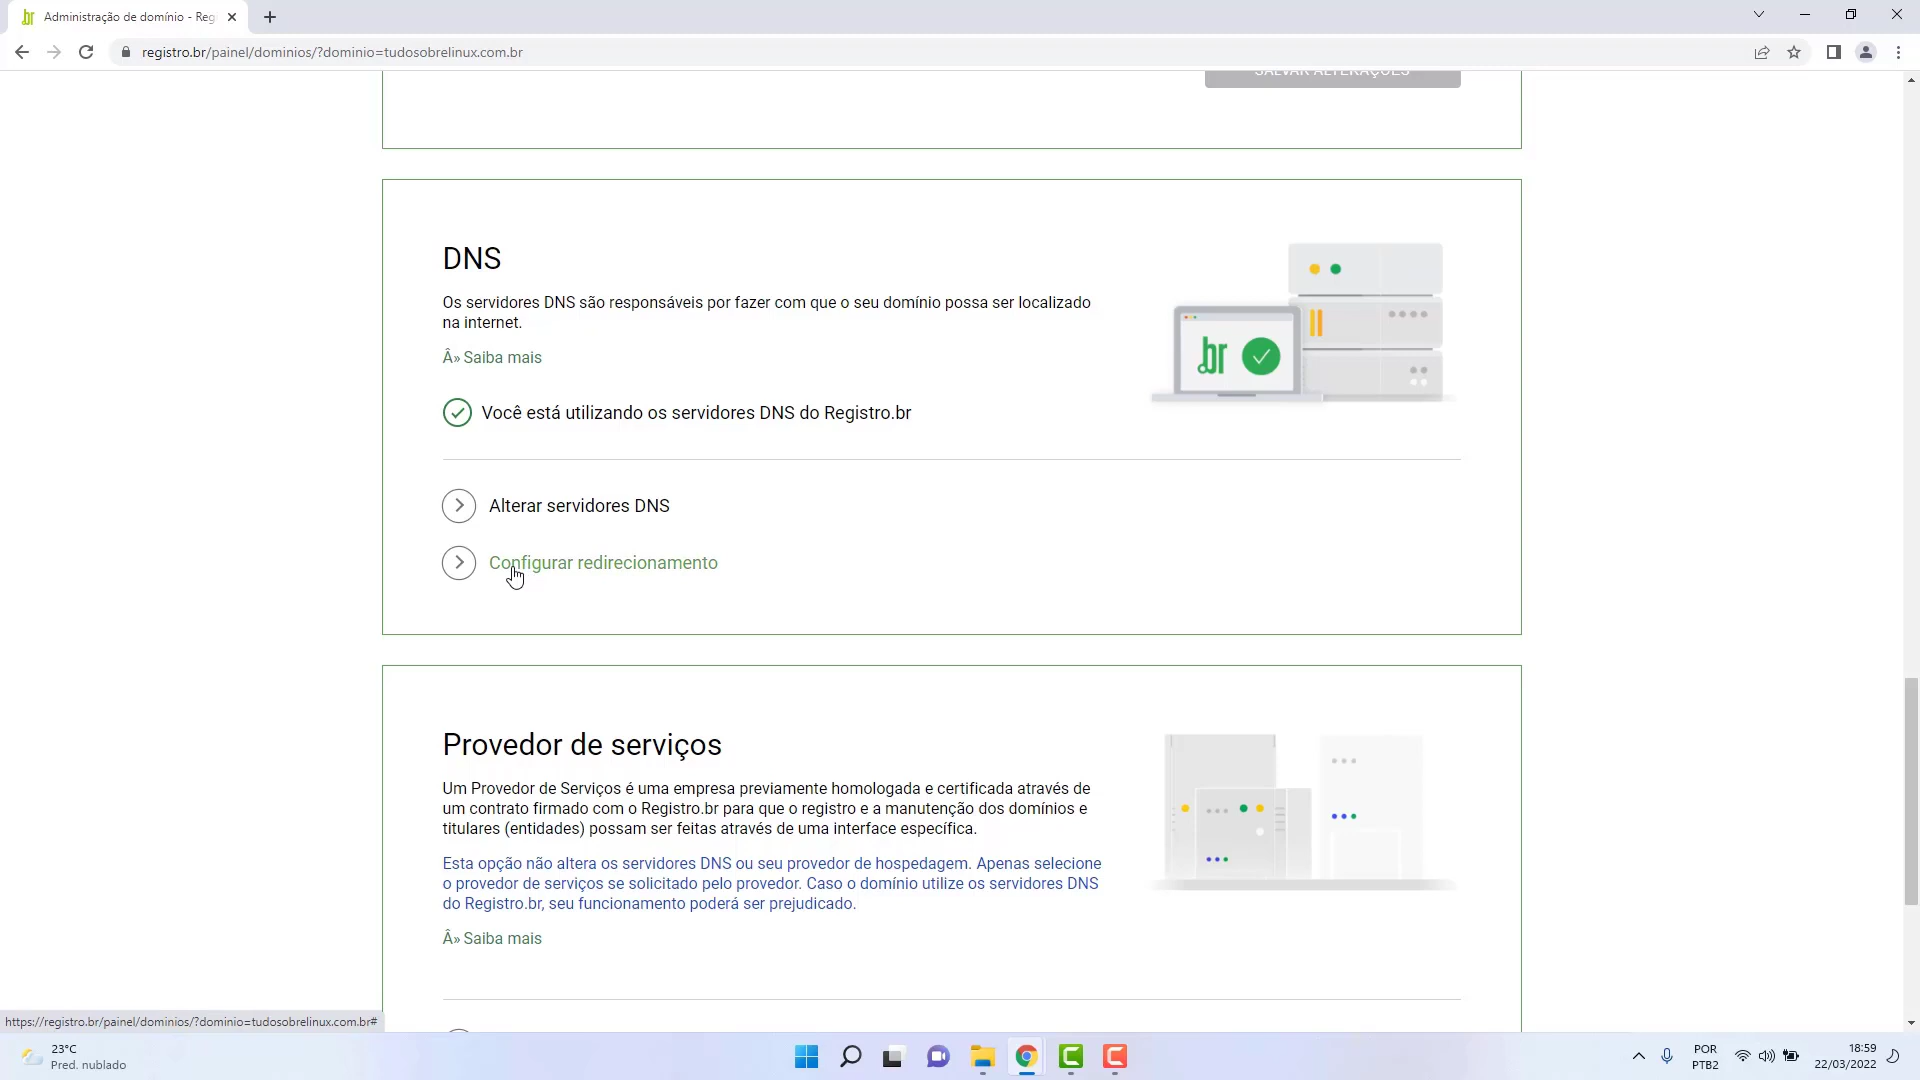 Administração de domínio - Reg
registro.br/painel/dominios/?dominio=tudosobrelinux.com.br
SALVAR ALTERAÇÕES
DNS
Os servidores DNS são responsáveis por fazer com que o seu domínio possa ser localizado
na internet.
Â» Saiba mais
br
Você está utilizando os servidores DNS do Registro.br
Alterar servidores DNS
Configurar redirecionamento
Provedor de serviços
Um Provedor de Serviços é uma empresa previamente homologada e certificada através de
um contrato firmado com o Registro.br para que o registro e a manutenção dos domínios e
titulares (entidades) possam ser feitas através de uma interface específica.
Esta opção não altera os servidores DNS ou seu provedor de hospedagem. Apenas selecione
o provedor de serviços se solicitado pelo provedor. Caso o domínio utilize os servidores DNS
do Registro.br, seu funcionamento poderá ser prejudicado.
Â» Saiba mais
https://registro.br/painel/dominios/?dominio=tudosobrelinux.com.br#
23°C
Pred. nublado
POR
PTB2
18:59
22/03/2022